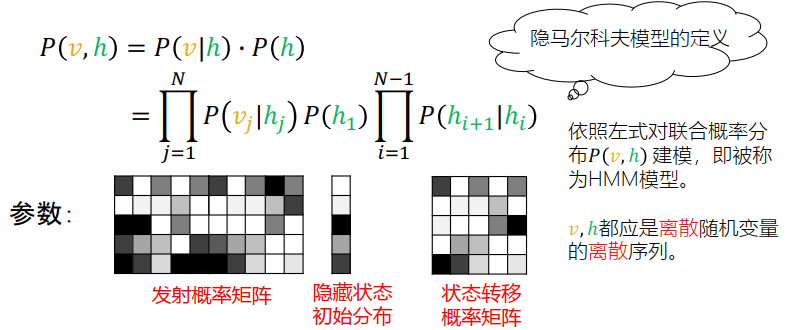 隐马尔科夫模型的定义
P(v, h) = P(v|h) · P(h)
= ∏_{j=1}^{N} P(v_j|h_j) P(h_1) ∏_{i=1}^{N−1} P(h_{i+1}|h_i)
依照左式对联合概率分
布P(v, h) 建模，即被称
为HMM模型。
v, h都应是离散随机变量
的离散序列。
参数：
发射概率矩阵
隐藏状态
初始分布
状态转移
概率矩阵